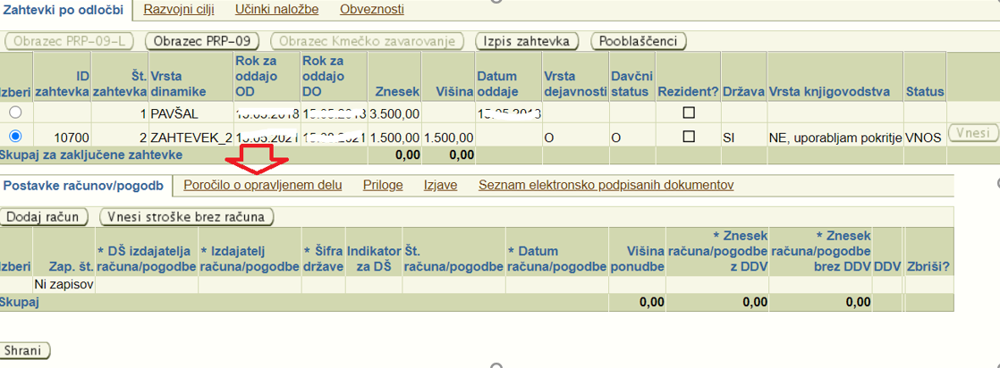 Zahtevki po odločbi Razvojni cilji Učinki naložbe Obveznosti
Obrazec PRP-09-L Obrazec PRP-09 Obrazec Kmečko zavarovanje Izpis zahtevka Pooblaščenci
Izberi ID zahtevka Št. zahtevka Vrsta dinamike Rok za oddajo OD Rok za oddajo DO Znesek Višina Datum oddaje Vrsta dejavnosti Davčni status Rezident? Država Vrsta knjigovodstva Status
1 PAVŠAL 3.500,00
10700 2 ZAHTEVEK_2 1.500,00 1.500,00 O O SI NE, uporabljam pokritje VNOS Vnesi
Skupaj za zaključene zahtevke 0,00 0,00
Postavke računov/pogodb Poročilo o opravljenem delu Priloge Izjave Seznam elektronsko podpisanih dokumentov
Dodaj račun Vnesi stroške brez računa
Izberi Zap. št. * DŠ izdajatelja računa/pogodbe * Izdajatelj računa/pogodbe * Šifra države Indikator za DŠ Št. računa/pogodbe * Datum računa/pogodbe Višina ponudbe * Znesek računa/pogodbe z DDV * Znesek računa/pogodbe brez DDV DDV Zbriši?
Ni zapisov
Skupaj 0,00 0,00 0,00
Shrani